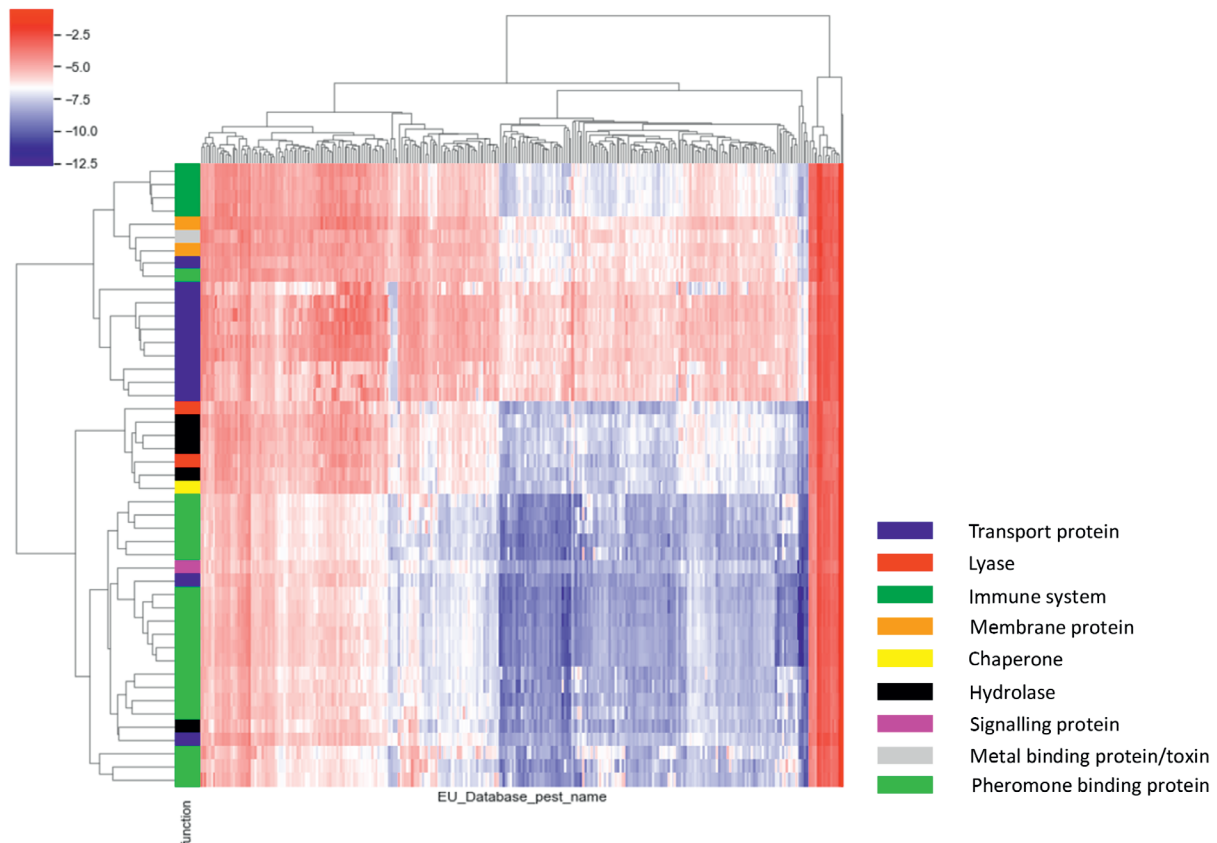 −2.5
−5.0
−7.5
−10.0
−12.5
Transport protein
Lyase
Immune system
Membrane protein
Chaperone
Hydrolase
Signalling protein
Metal binding protein/toxin
Pheromone binding protein
EU_Database_pest_name
unction